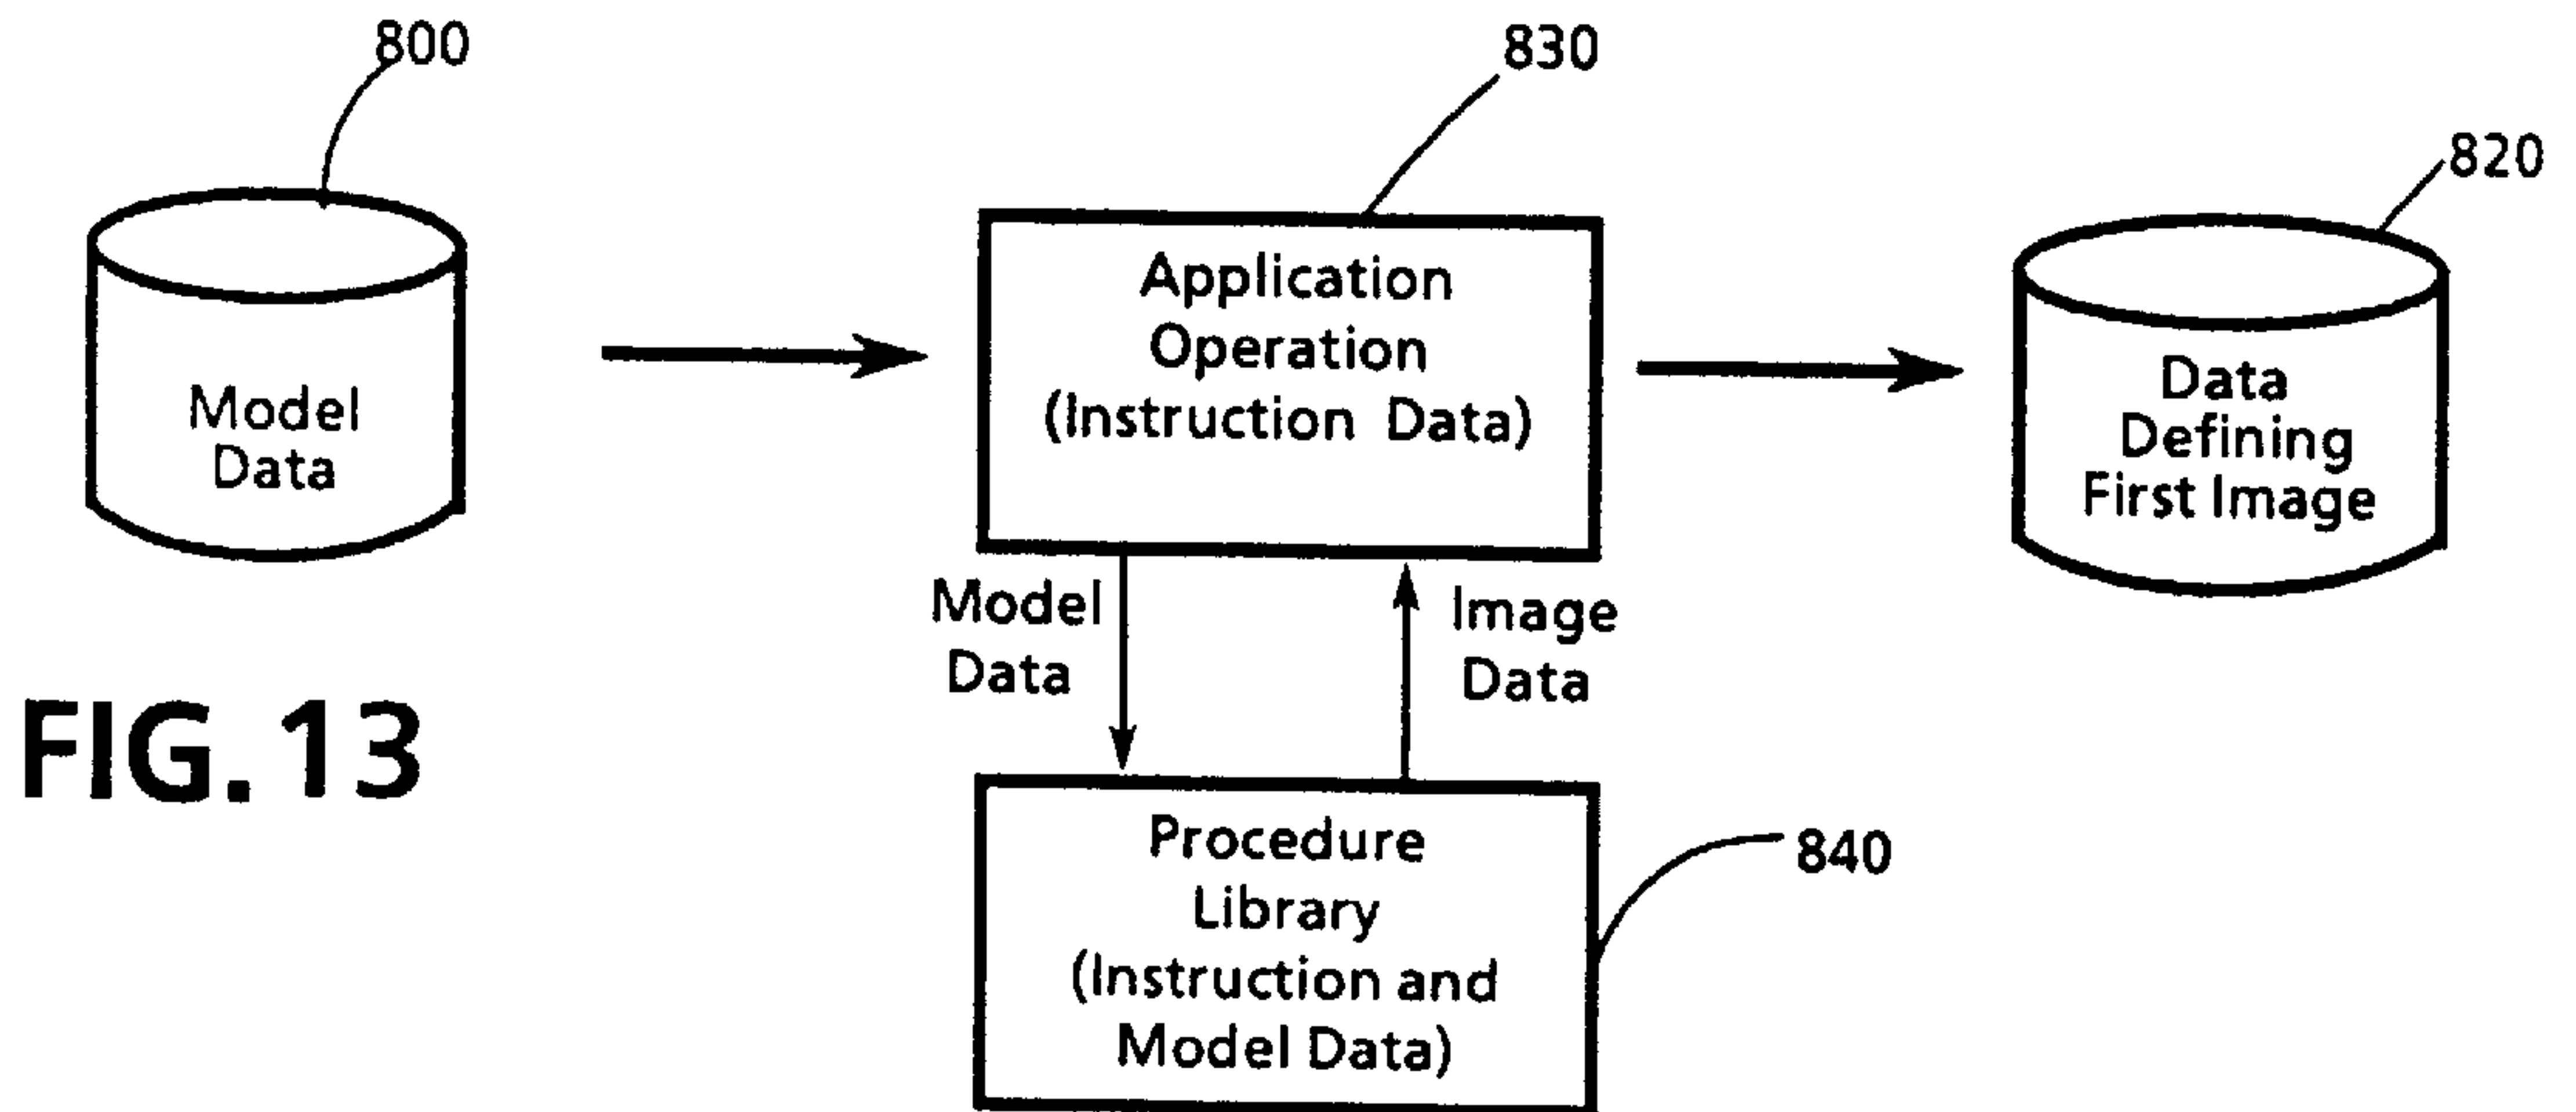 800
830
820
Model
Data
Application
Operation
(Instruction Data)
Data
Defining
First Image
Model
Data
Image
Data
FIG. 13
Procedure
Library
(Instruction and
Model Data)
840